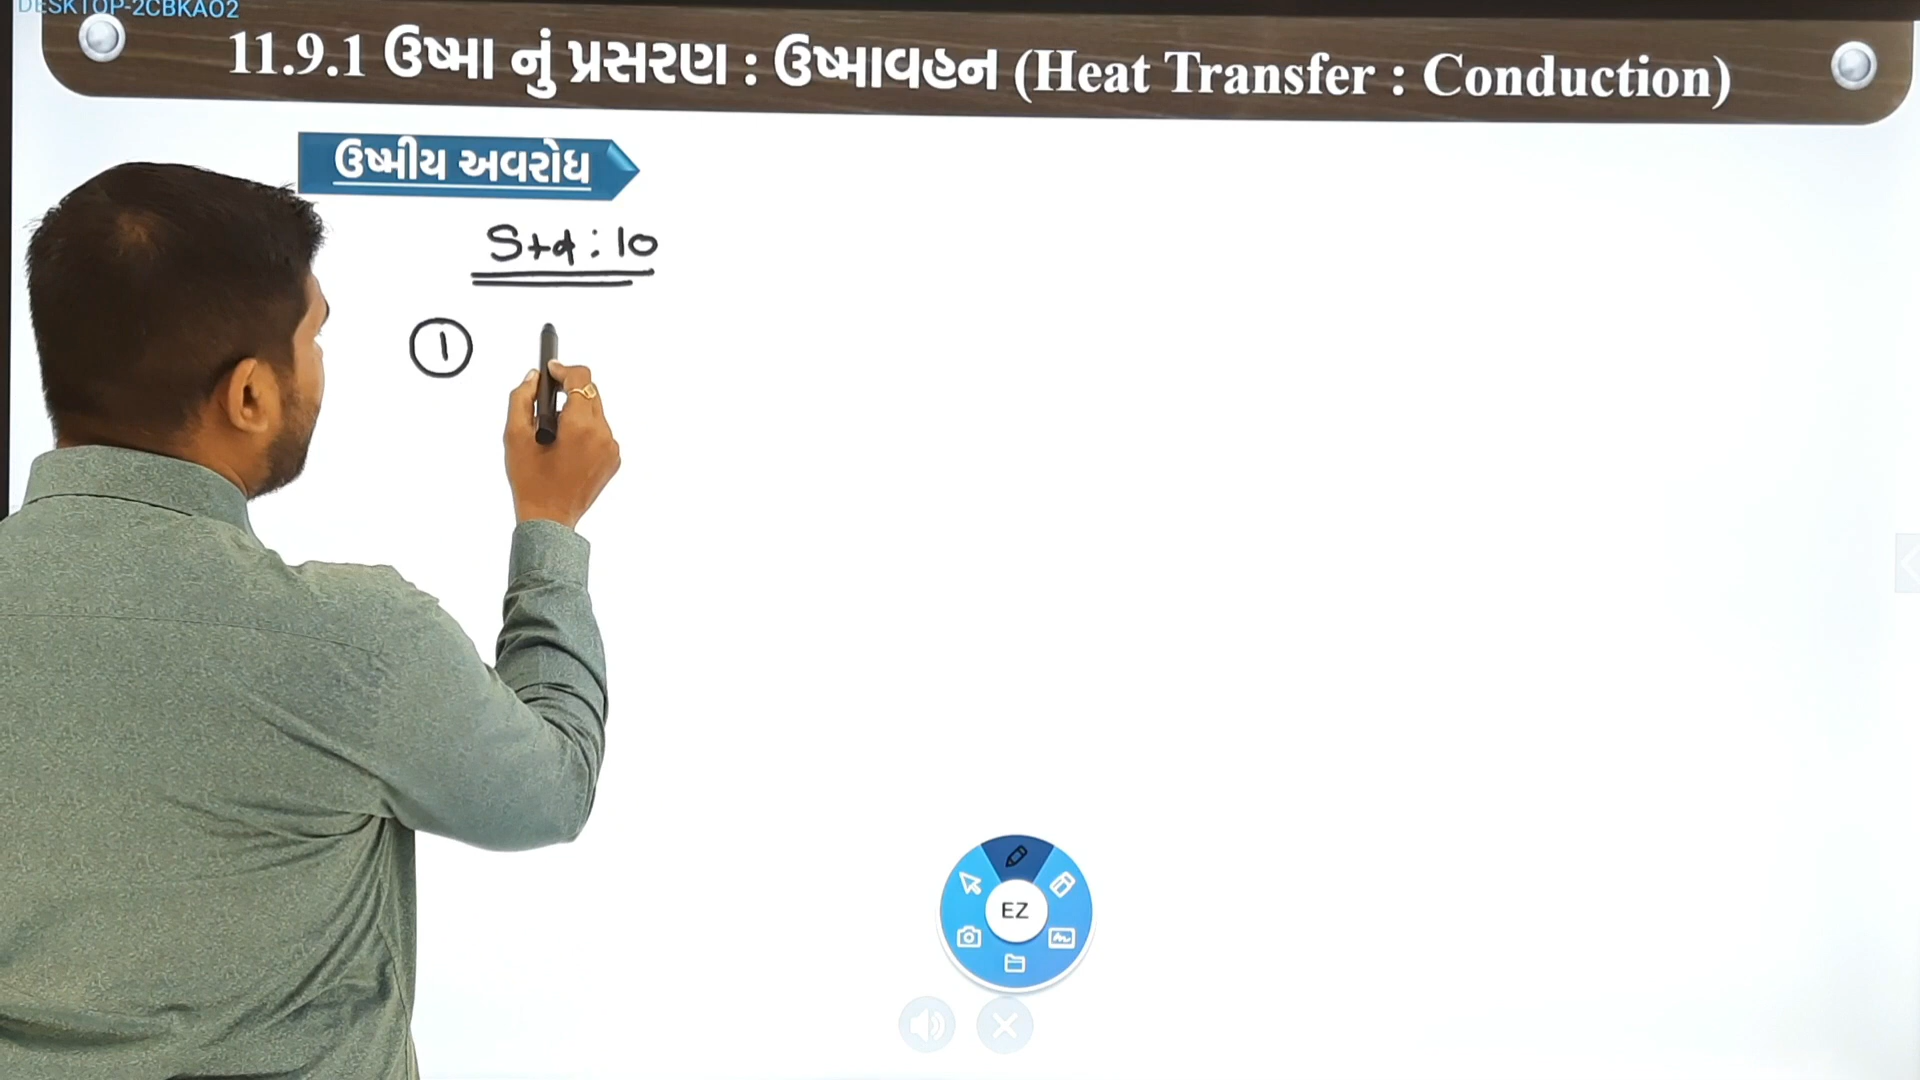 DESKTOP-2CBKAO2
11.9.1 ઉષ્મા નું પ્રસરણ : ઉષ્માવહન (Heat Transfer : Conduction)
ઉષ્મીય અવરોધ
Std : 10
1
EZ